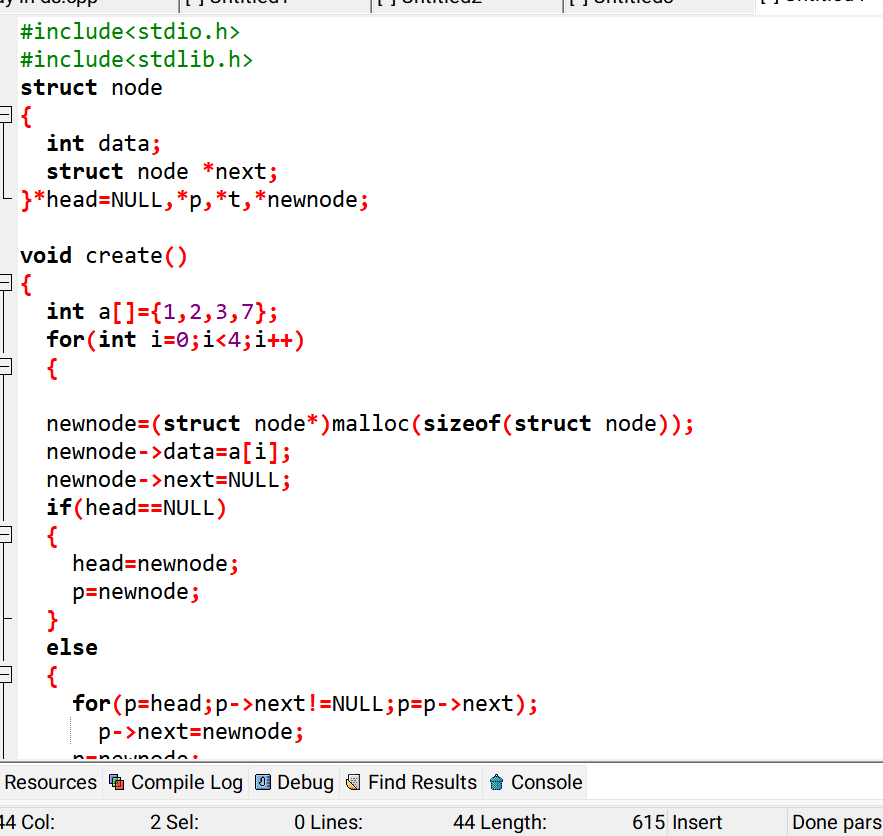 #include<stdio.h>
#include<stdlib.h>
struct node
{
int data;
struct node *next;
}*head=NULL,*p,*t,*newnode;
void create()
{
int a[]={1,2,3,7};
for(int i=0;i<4;i++)
{
newnode=(struct node*)malloc(sizeof(struct node));
newnode->data=a[i];
newnode->next=NULL;
if(head==NULL)
{
head=newnode;
p=newnode;
}
else
{
for(p=head;p->next!=NULL;p=p->next);
p->next=newnode;
p=newnode;
Resources Compile Log Debug Find Results Console
44 Col: 2 Sel: 0 Lines: 44 Length: 615 Insert Done pars